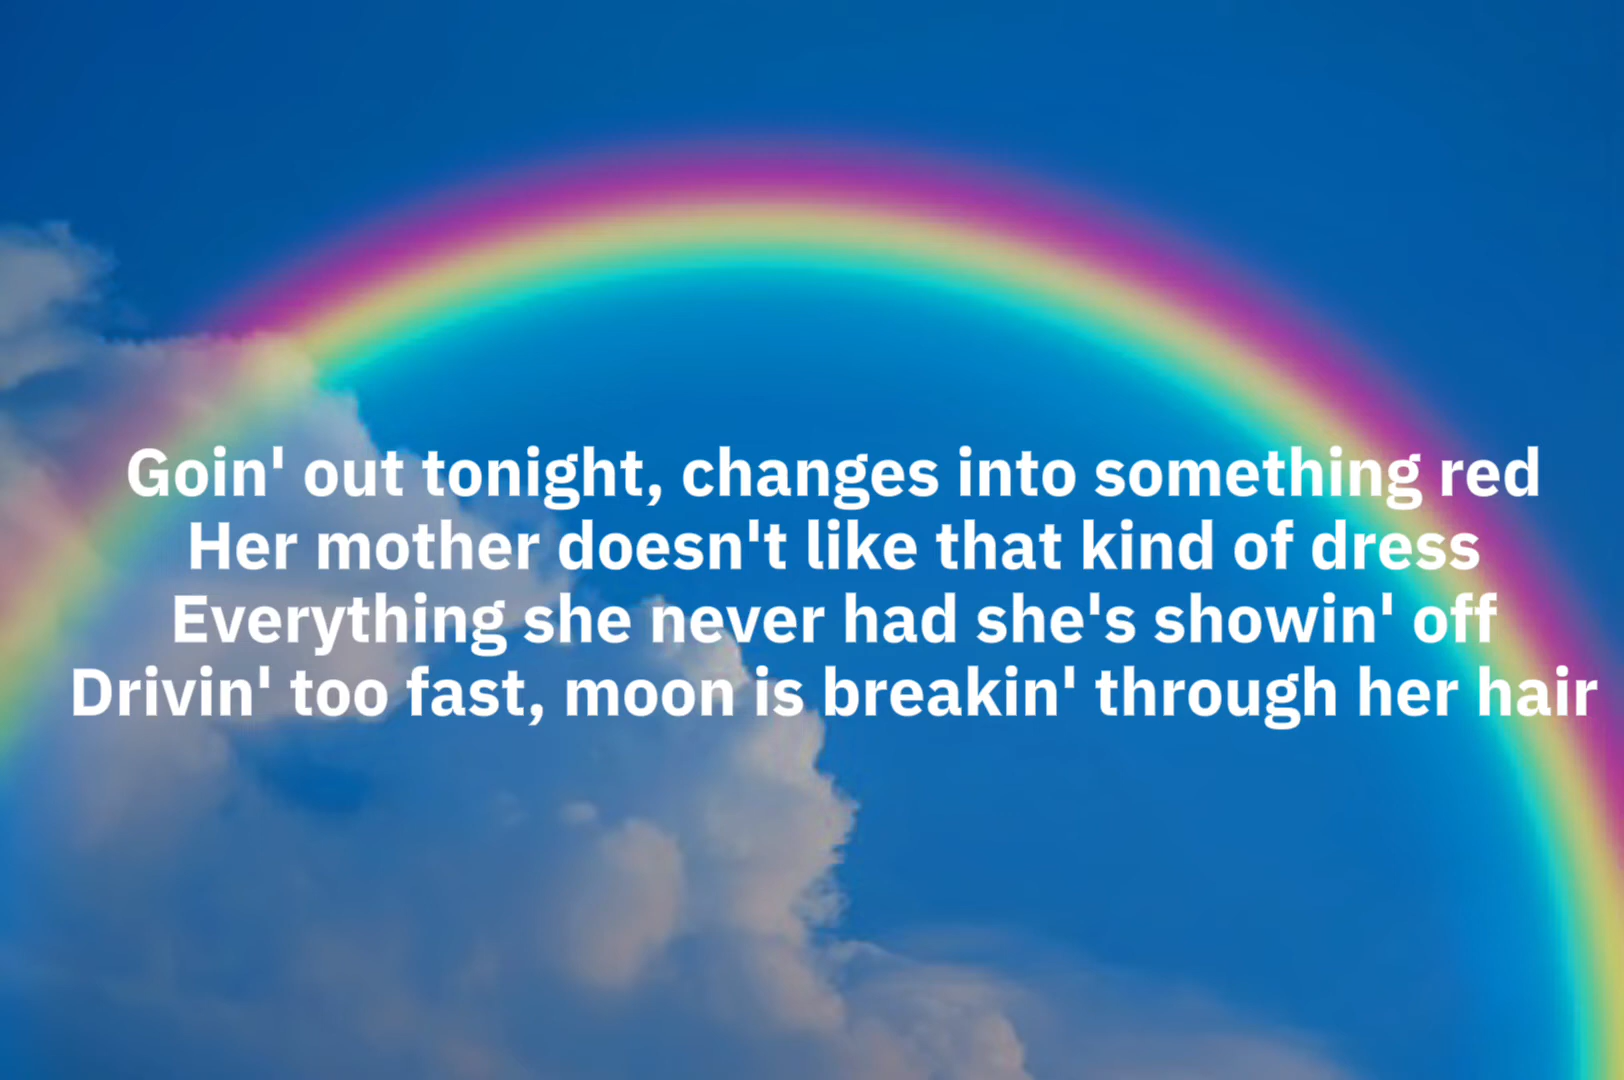 Goin' out tonight, changes into something red
Her mother doesn't like that kind of dress
Everything she never had she's showin' off
Drivin' too fast, moon is breakin' through her hair